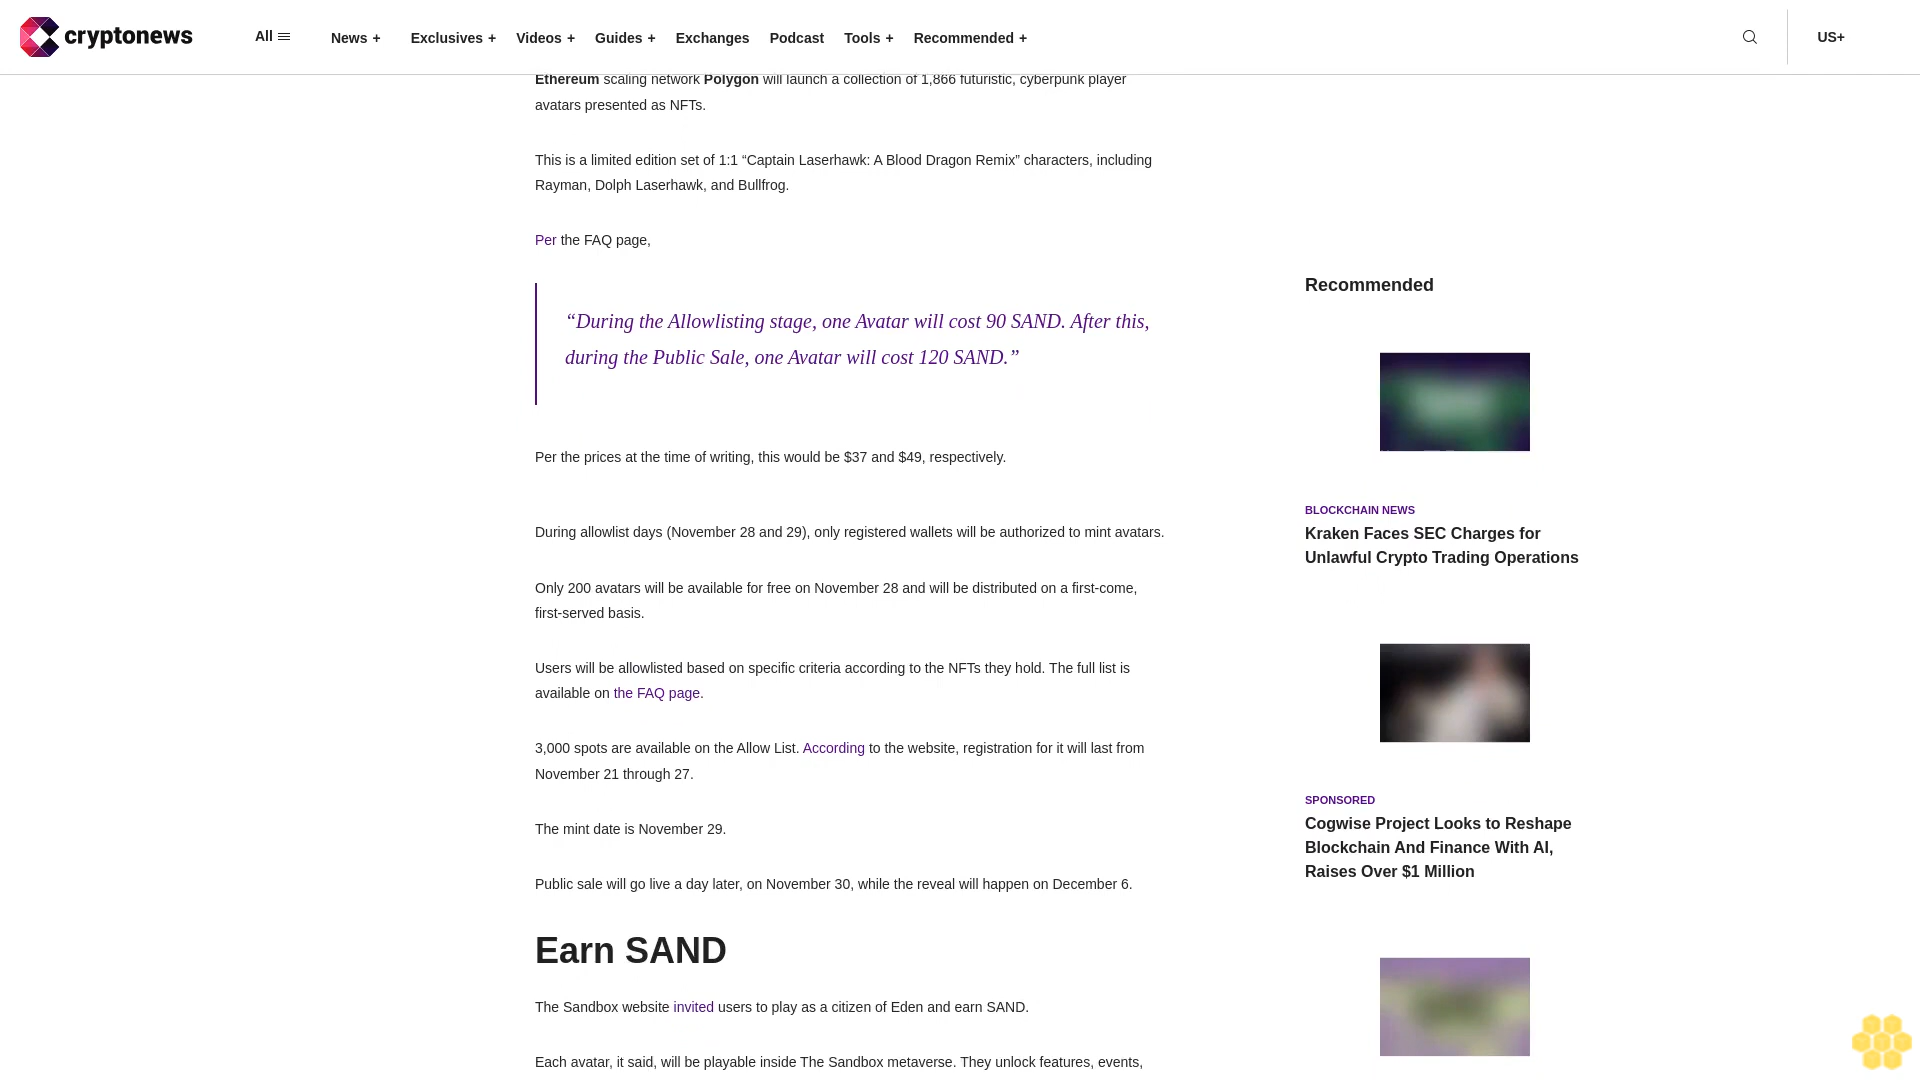 cryptonews
All
News +
Exclusives +
Videos +
Guides +
Exchanges
Podcast
Tools +
Recommended +
US+
Ethereum scaling network Polygon will launch a collection of 1,866 futuristic, cyberpunk player
avatars presented as NFTs.
This is a limited edition set of 1:1 “Captain Laserhawk: A Blood Dragon Remix” characters, including
Rayman, Dolph Laserhawk, and Bullfrog.
Per the FAQ page,
“During the Allowlisting stage, one Avatar will cost 90 SAND. After this,
during the Public Sale, one Avatar will cost 120 SAND.”
Per the prices at the time of writing, this would be $37 and $49, respectively.
During allowlist days (November 28 and 29), only registered wallets will be authorized to mint avatars.
Only 200 avatars will be available for free on November 28 and will be distributed on a first-come,
first-served basis.
Users will be allowlisted based on specific criteria according to the NFTs they hold. The full list is
available on the FAQ page.
3,000 spots are available on the Allow List. According to the website, registration for it will last from
November 21 through 27.
The mint date is November 29.
Public sale will go live a day later, on November 30, while the reveal will happen on December 6.
Earn SAND
The Sandbox website invited users to play as a citizen of Eden and earn SAND.
Each avatar, it said, will be playable inside The Sandbox metaverse. They unlock features, events,
Recommended
BLOCKCHAIN NEWS
Kraken Faces SEC Charges for
Unlawful Crypto Trading Operations
SPONSORED
Cogwise Project Looks to Reshape
Blockchain And Finance With AI,
Raises Over $1 Million